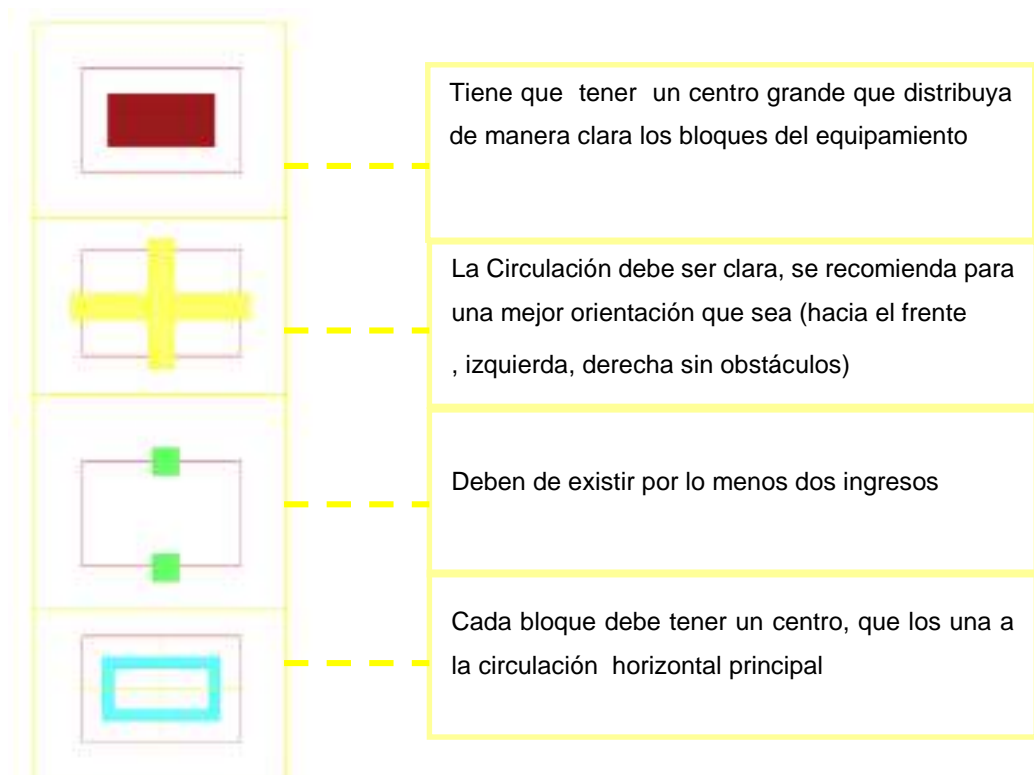 Tiene que tener un centro grande que distribuya
de manera clara los bloques del equipamiento
La Circulación debe ser clara, se recomienda para
una mejor orientación que sea (hacia el frente
, izquierda, derecha sin obstáculos)
Deben de existir por lo menos dos ingresos
Cada bloque debe tener un centro, que los una a
la circulación horizontal principal